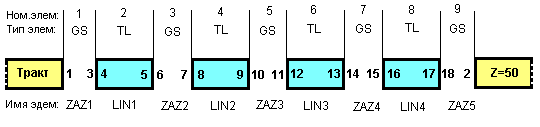 Ном.элем: 1 2 3 4 5 6 7 8 9
Тип элем: GS TL GS TL GS TL GS TL GS
Тракт 1 3 4 5 6 7 8 9 10 11 12 13 14 15 16 17 18 2 Z=50
Имя эдем: ZAZ1 LIN1 ZAZ2 LIN2 ZAZ3 LIN3 ZAZ4 LIN4 ZAZ5